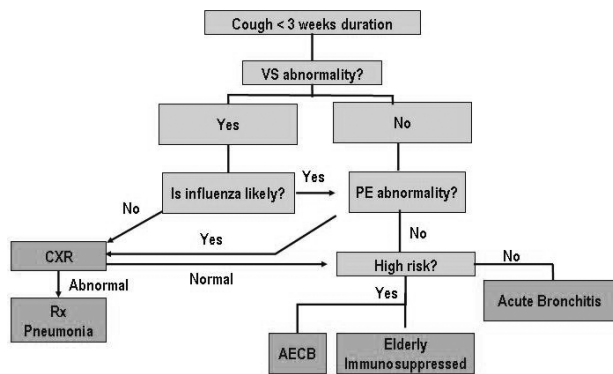 Cough < 3 weeks duration
VS abnormality?
Yes
No
Is influenza likely?
Yes
PE abnormality?
No
Yes
No
CXR
Normal
High risk?
No
Abnormal
Yes
Acute Bronchitis
Rx
Pneumonia
AECB
Elderly
Immunosuppressed